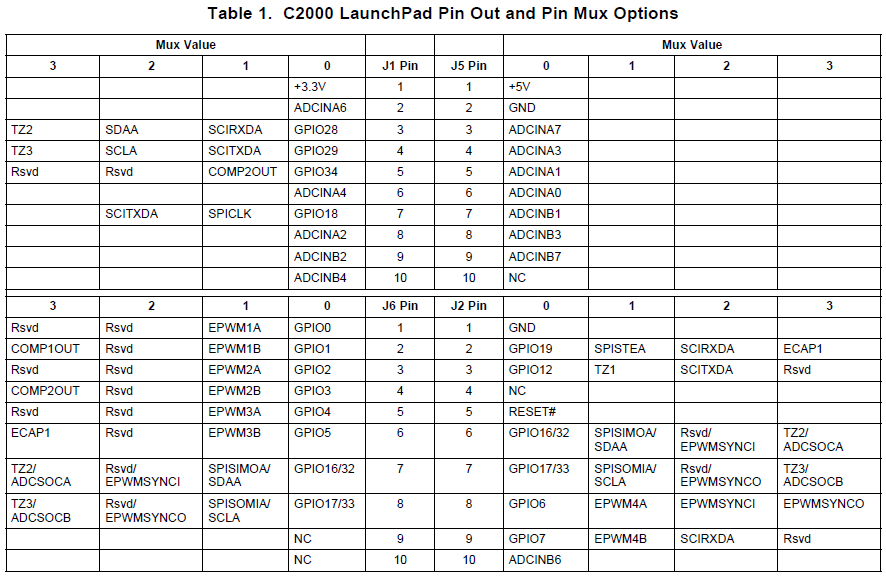 Table 1. C2000 LaunchPad Pin Out and Pin Mux Options
Mux Value Mux Value
3 2 1 0 J1 Pin J5 Pin 0 1 2 3
+3.3V 1 1 +5V
ADCINA6 2 2 GND
TZ2 SDAA SCIRXDA GPIO28 3 3 ADCINA7
TZ3 SCLA SCITXDA GPIO29 4 4 ADCINA3
Rsvd Rsvd COMP2OUT GPIO34 5 5 ADCINA1
ADCINA4 6 6 ADCINA0
SCITXDA SPICLK GPIO18 7 7 ADCINB1
ADCINA2 8 8 ADCINB3
ADCINB2 9 9 ADCINB7
ADCINB4 10 10 NC
3 2 1 0 J6 Pin J2 Pin 0 1 2 3
Rsvd Rsvd EPWM1A GPIO0 1 1 GND
COMP1OUT Rsvd EPWM1B GPIO1 2 2 GPIO19 SPISTEA SCIRXDA ECAP1
Rsvd Rsvd EPWM2A GPIO2 3 3 GPIO12 TZ1 SCITXDA Rsvd
COMP2OUT Rsvd EPWM2B GPIO3 4 4 NC
Rsvd Rsvd EPWM3A GPIO4 5 5 RESET#
ECAP1 Rsvd EPWM3B GPIO5 6 6 GPIO16/32 SPISIMOA/ Rsvd/ TZ2/
SDAA EPWMSYNCI ADCSOCA
TZ2/ Rsvd/ SPISIMOA/ GPIO16/32 7 7 GPIO17/33 SPISOMIA/ Rsvd/ TZ3/
ADCSOCA EPWMSYNCI SDAA SCLA EPWMSYNCO ADCSOCB
TZ3/ Rsvd/ SPISOMIA/ GPIO17/33 8 8 GPIO6 EPWM4A EPWMSYNCI EPWMSYNCO
ADCSOCB EPWMSYNCO SCLA
NC 9 9 GPIO7 EPWM4B SCIRXDA Rsvd
NC 10 10 ADCINB6